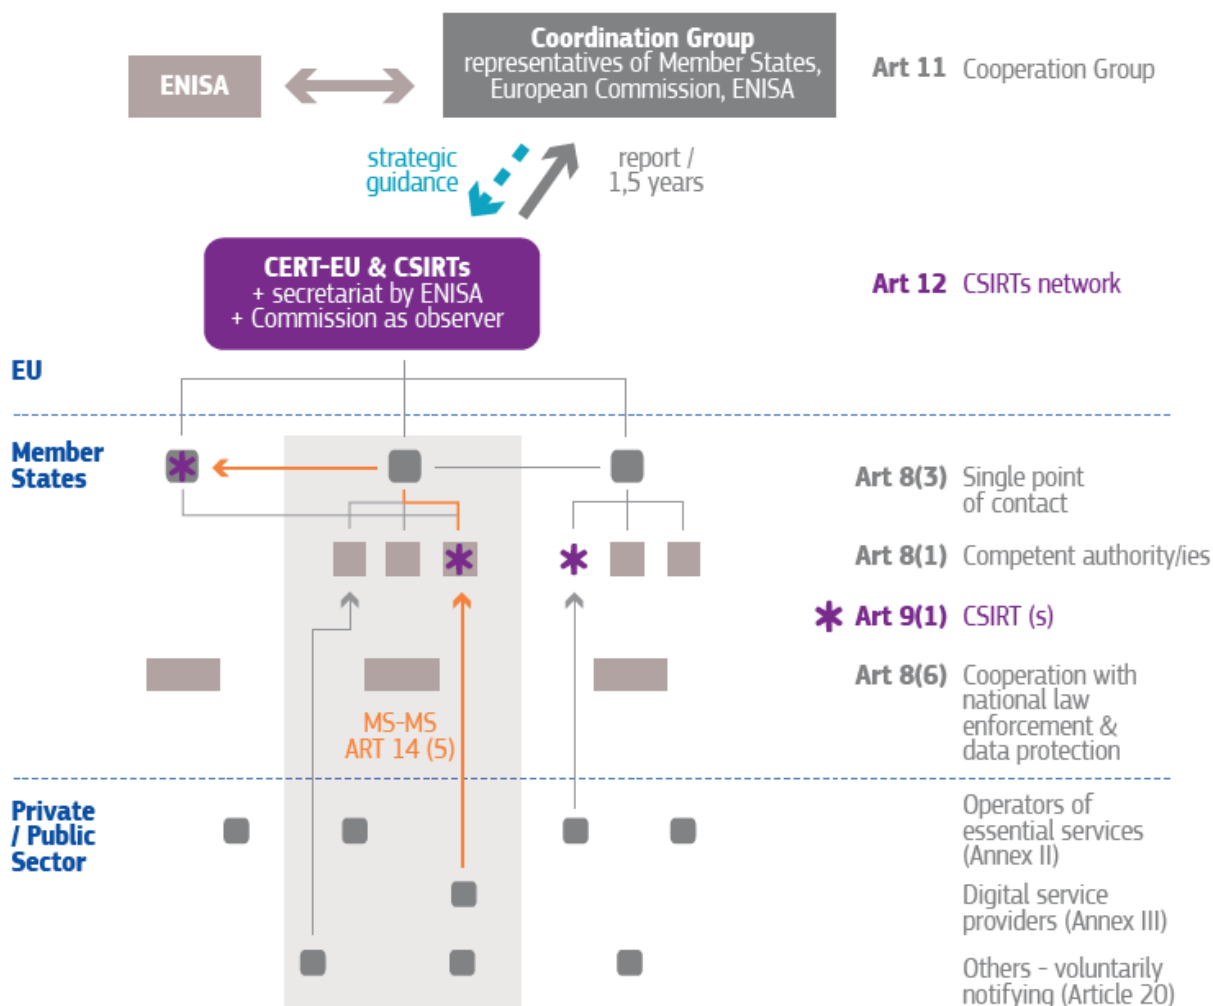 Coordination Group
representatives of Member States,
European Commission, ENISA
ENISA
Art 11 Cooperation Group
strategic
guidance
report /
1,5 years
CERT-EU & CSIRTs
+ secretariat by ENISA
+ Commission as observer
Art 12 CSIRTs network
EU
Member
States
Art 8(3) Single point
of contact
Art 8(1) Competent authority/ies
Art 9(1) CSIRT (s)
Art 8(6) Cooperation with
national law
enforcement &
data protection
MS-MS
ART 14 (5)
Private
/ Public
Sector
Operators of
essential services
(Annex II)
Digital service
providers (Annex III)
Others - voluntarily
notifying (Article 20)